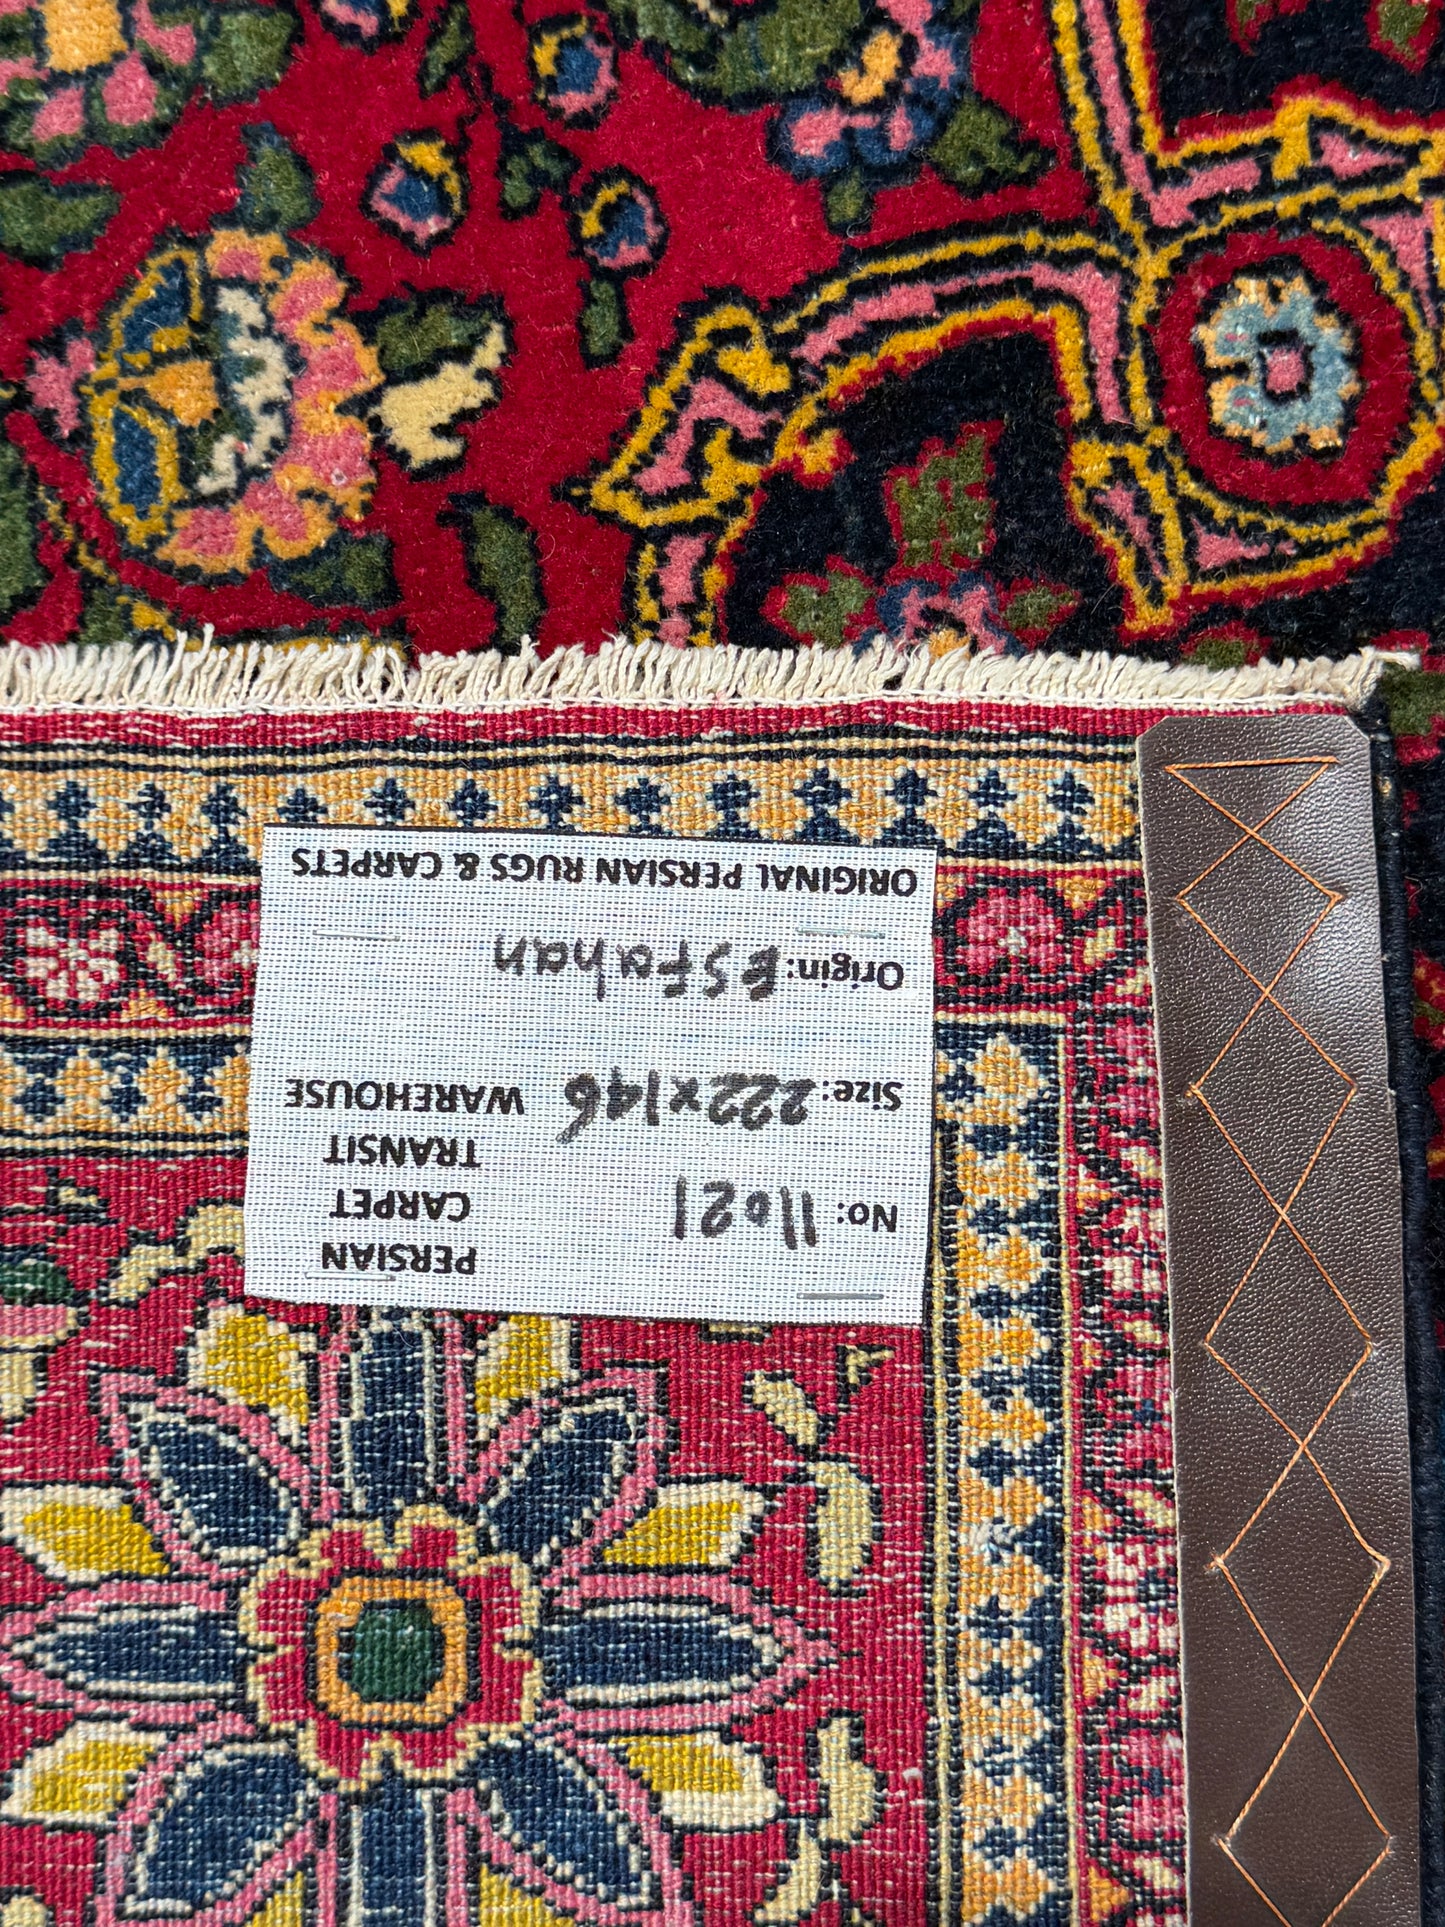 ORIGINAL PERSIAN RUGS & CARPETS
Origin: Esfahan
Size: 222x146
No: 11021
PERSIAN
CARPET
TRANSIT
WAREHOUSE